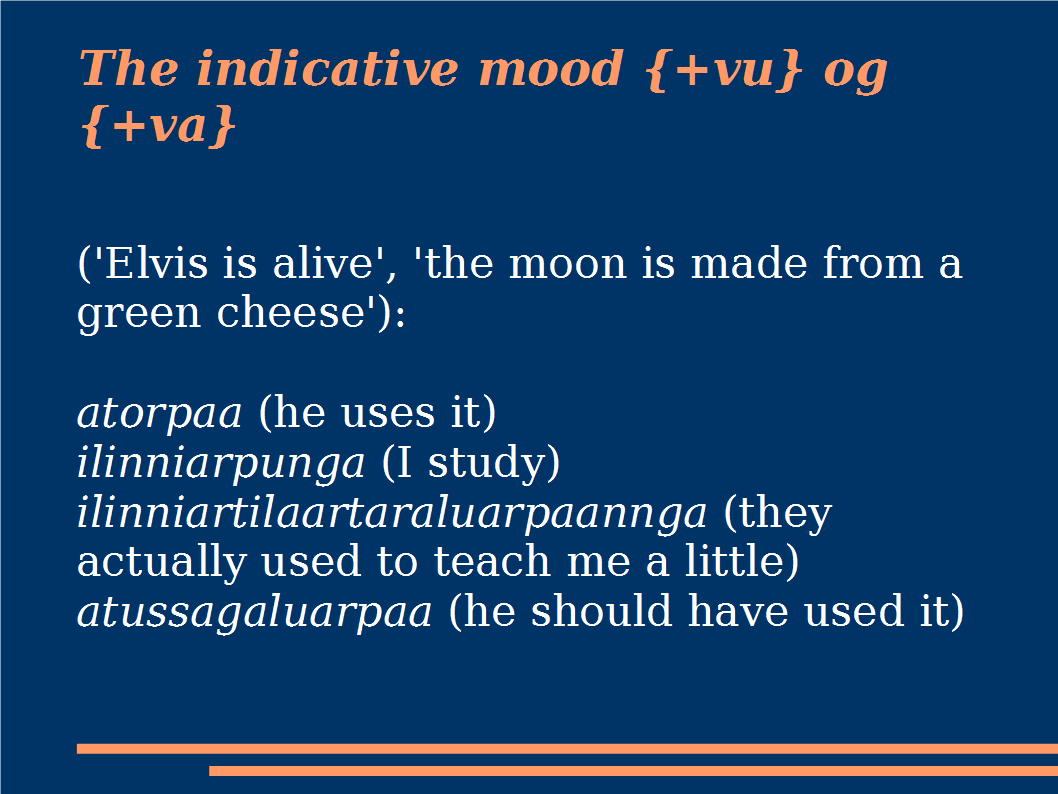 The indicative mood {+vu} og
{+va}
('Elvis is alive', 'the moon is made from a
green cheese'):
atorpaa (he uses it)
ilinniarpunga (I study)
ilinniartilaartaraluarpaannga (they
actually used to teach me a little)
atussagaluarpaa (he should have used it)